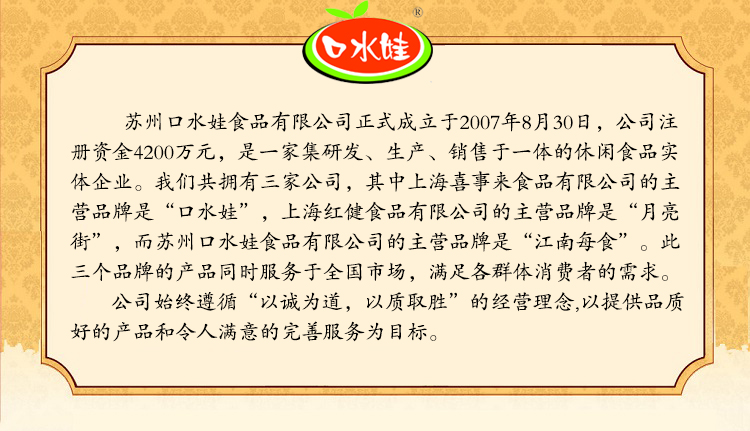 ®
口水娃
苏州口水娃食品有限公司正式成立于2007年8月30日，公司注
册资金4200万元，是一家集研发、生产、销售于一体的休闲食品实
体企业。我们共拥有三家公司，其中上海喜事来食品有限公司的主
营品牌是“口水娃”，上海红健食品有限公司的主营品牌是“月亮
街”，而苏州口水娃食品有限公司的主营品牌是“江南每食”。此
三个品牌的产品同时服务于全国市场，满足各群体消费者的需求。
公司始终遵循“以诚为道，以质取胜”的经营理念,以提供品质
好的产品和令人满意的完善服务为目标。